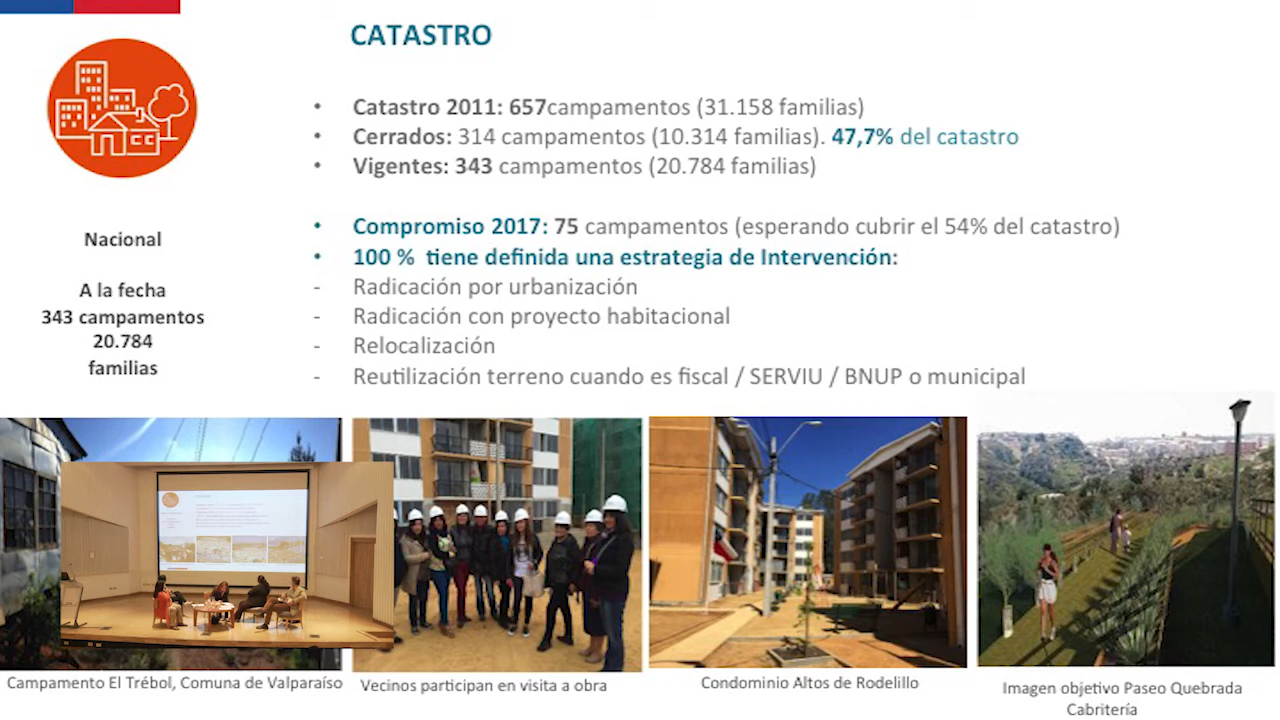 CATASTRO
• Catastro 2011: 657campamentos (31.158 familias)
• Cerrados: 314 campamentos (10.314 familias). 47,7% del catastro
• Vigentes: 343 campamentos (20.784 familias)
• Compromiso 2017: 75 campamentos (esperando cubrir el 54% del catastro)
• 100 % tiene definida una estrategia de Intervención:
- Radicación por urbanización
- Radicación con proyecto habitacional
- Relocalización
- Reutilización terreno cuando es fiscal / SERVIU / BNUP o municipal
Nacional
A la fecha
343 campamentos
20.784
familias
Campamento El Trébol, Comuna de Valparaíso
Vecinos participan en visita a obra
Condominio Altos de Rodelillo
Imagen objetivo Paseo Quebrada
Cabritería